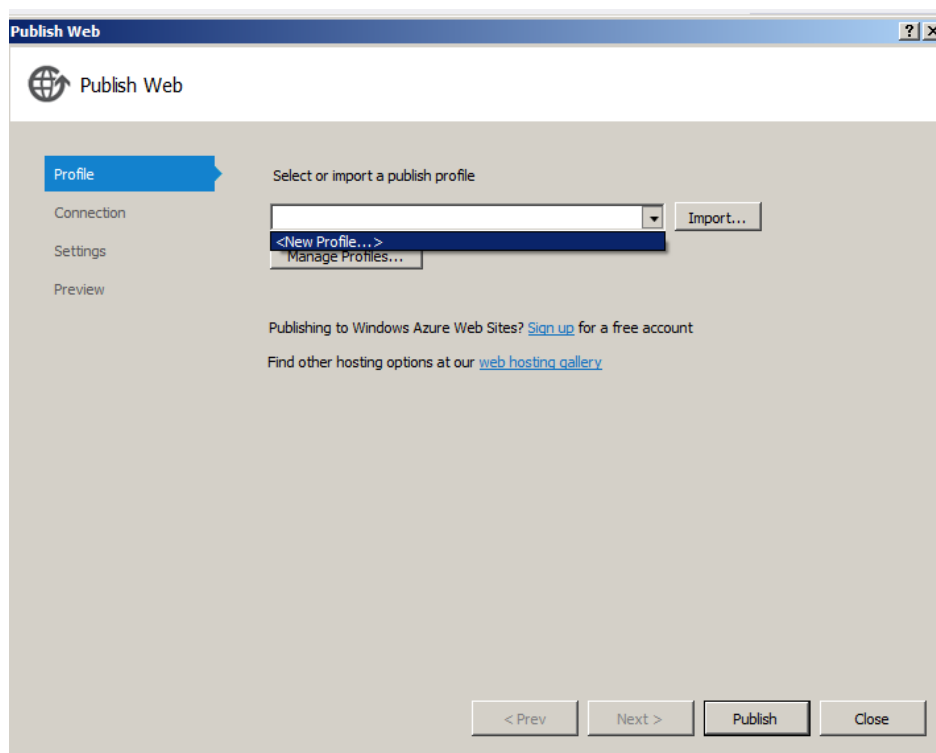 Publish Web
? X
Publish Web
Profile
Connection
Settings
Preview
Select or import a publish profile
Import...
<New Profile...>
Manage Profiles...
Publishing to Windows Azure Web Sites? Sign up for a free account
Find other hosting options at our web hosting gallery
< Prev
Next >
Publish
Close